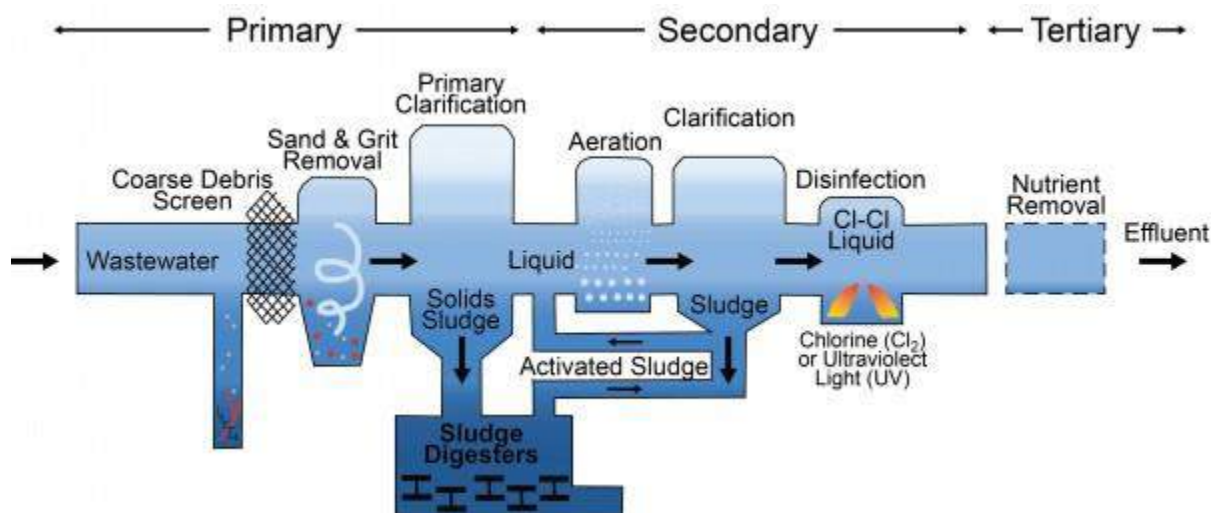 Primary
Secondary
Tertiary
Primary
Clarification
Sand & Grit
Removal
Coarse Debris
Screen
Aeration
Clarification
Disinfection
Nutrient
Removal
Wastewater
Liquid
Cl-Cl
Liquid
Effluent
Solids
Sludge
Sludge
Chlorine (Cl₂)
or Ultraviolect
Light (UV)
Activated Sludge
Sludge
Digesters